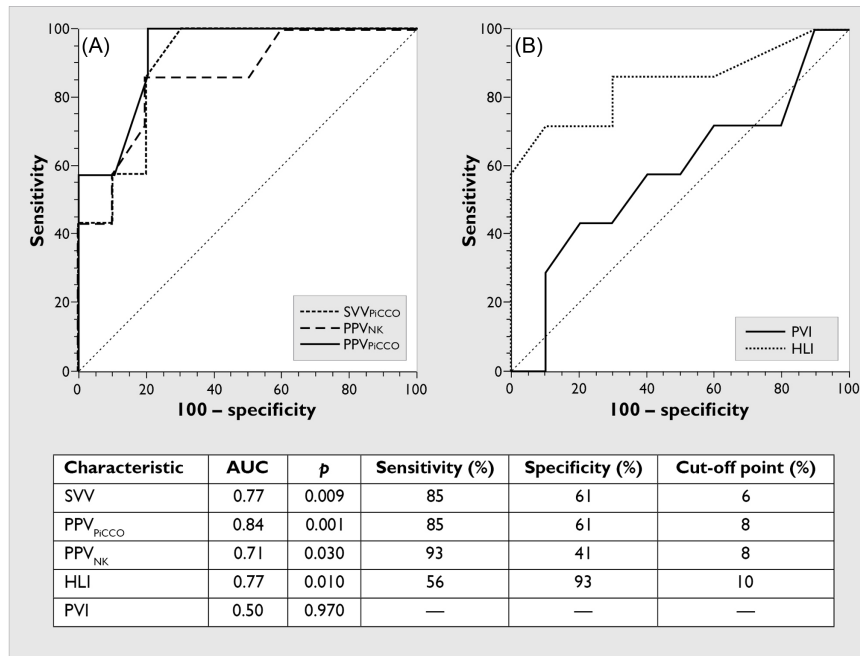 (A)
100
80
60
40
20
0
Sensitivity
0 20 40 60 80 100
100 – specificity
SVVPiCCO
PPVNK
PPVPiCCO
(B)
100
80
60
40
20
0
Sensitivity
0 20 40 60 80 100
100 – specificity
PVI
HLI
Characteristic AUC p Sensitivity (%) Specificity (%) Cut-off point (%)
SVV 0.77 0.009 85 61 6
PPVPiCCO 0.84 0.001 85 61 8
PPVNK 0.71 0.030 93 41 8
HLI 0.77 0.010 56 93 10
PVI 0.50 0.970 — — —